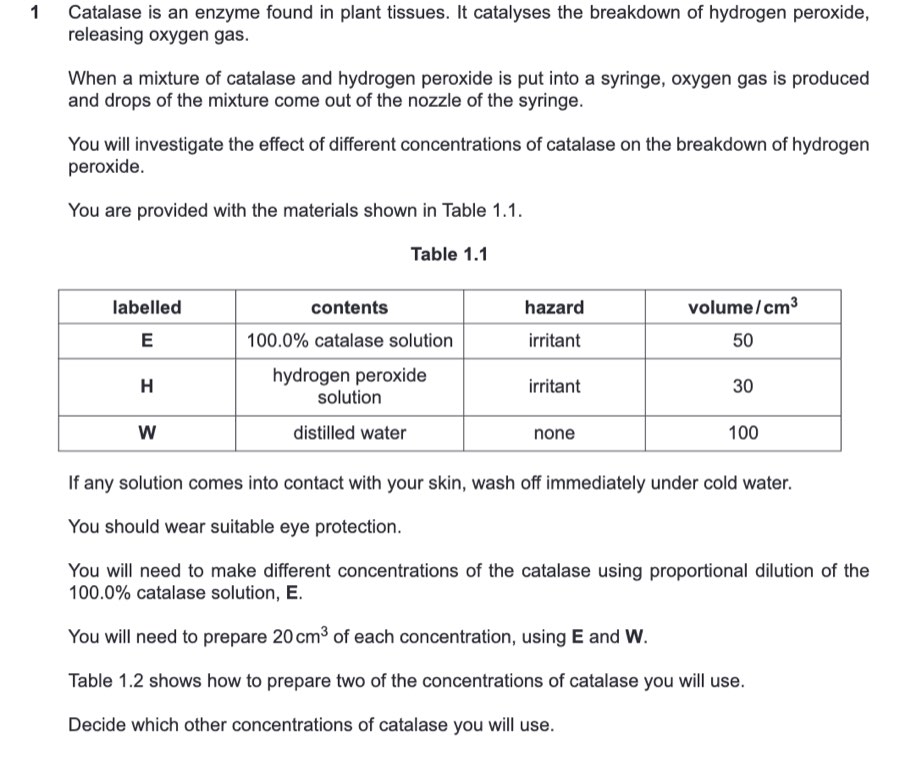 1 Catalase is an enzyme found in plant tissues. It catalyses the breakdown of hydrogen peroxide,
releasing oxygen gas.
When a mixture of catalase and hydrogen peroxide is put into a syringe, oxygen gas is produced
and drops of the mixture come out of the nozzle of the syringe.
You will investigate the effect of different concentrations of catalase on the breakdown of hydrogen
peroxide.
You are provided with the materials shown in Table 1.1.
Table 1.1
labelled contents hazard volume/cm³
E 100.0% catalase solution irritant 50
H hydrogen peroxide solution irritant 30
W distilled water none 100
If any solution comes into contact with your skin, wash off immediately under cold water.
You should wear suitable eye protection.
You will need to make different concentrations of the catalase using proportional dilution of the
100.0% catalase solution, E.
You will need to prepare 20 cm³ of each concentration, using E and W.
Table 1.2 shows how to prepare two of the concentrations of catalase you will use.
Decide which other concentrations of catalase you will use.